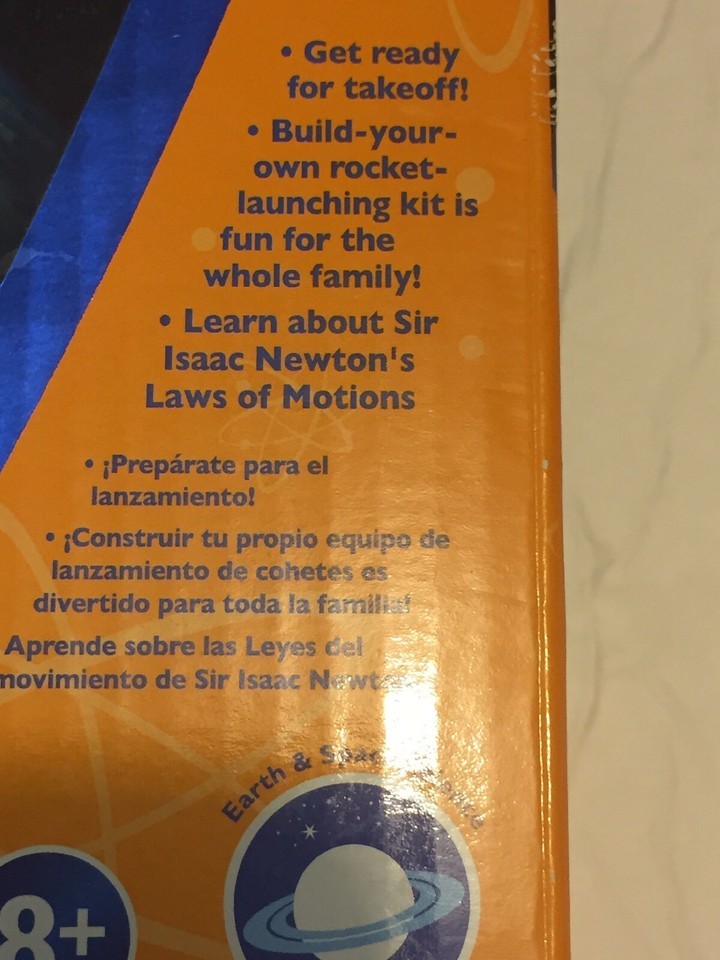 • Get ready
for takeoff!
• Build-your-
own rocket-
launching kit is
fun for the
whole family!
• Learn about Sir
Isaac Newton's
Laws of Motions
• ¡Prepárate para el
lanzamiento!
• ¡Construir tu propio equipo de
lanzamiento de cohetes es
divertido para toda la familia!
Aprende sobre las Leyes del
movimiento de Sir Isaac
Earth & Space
8+